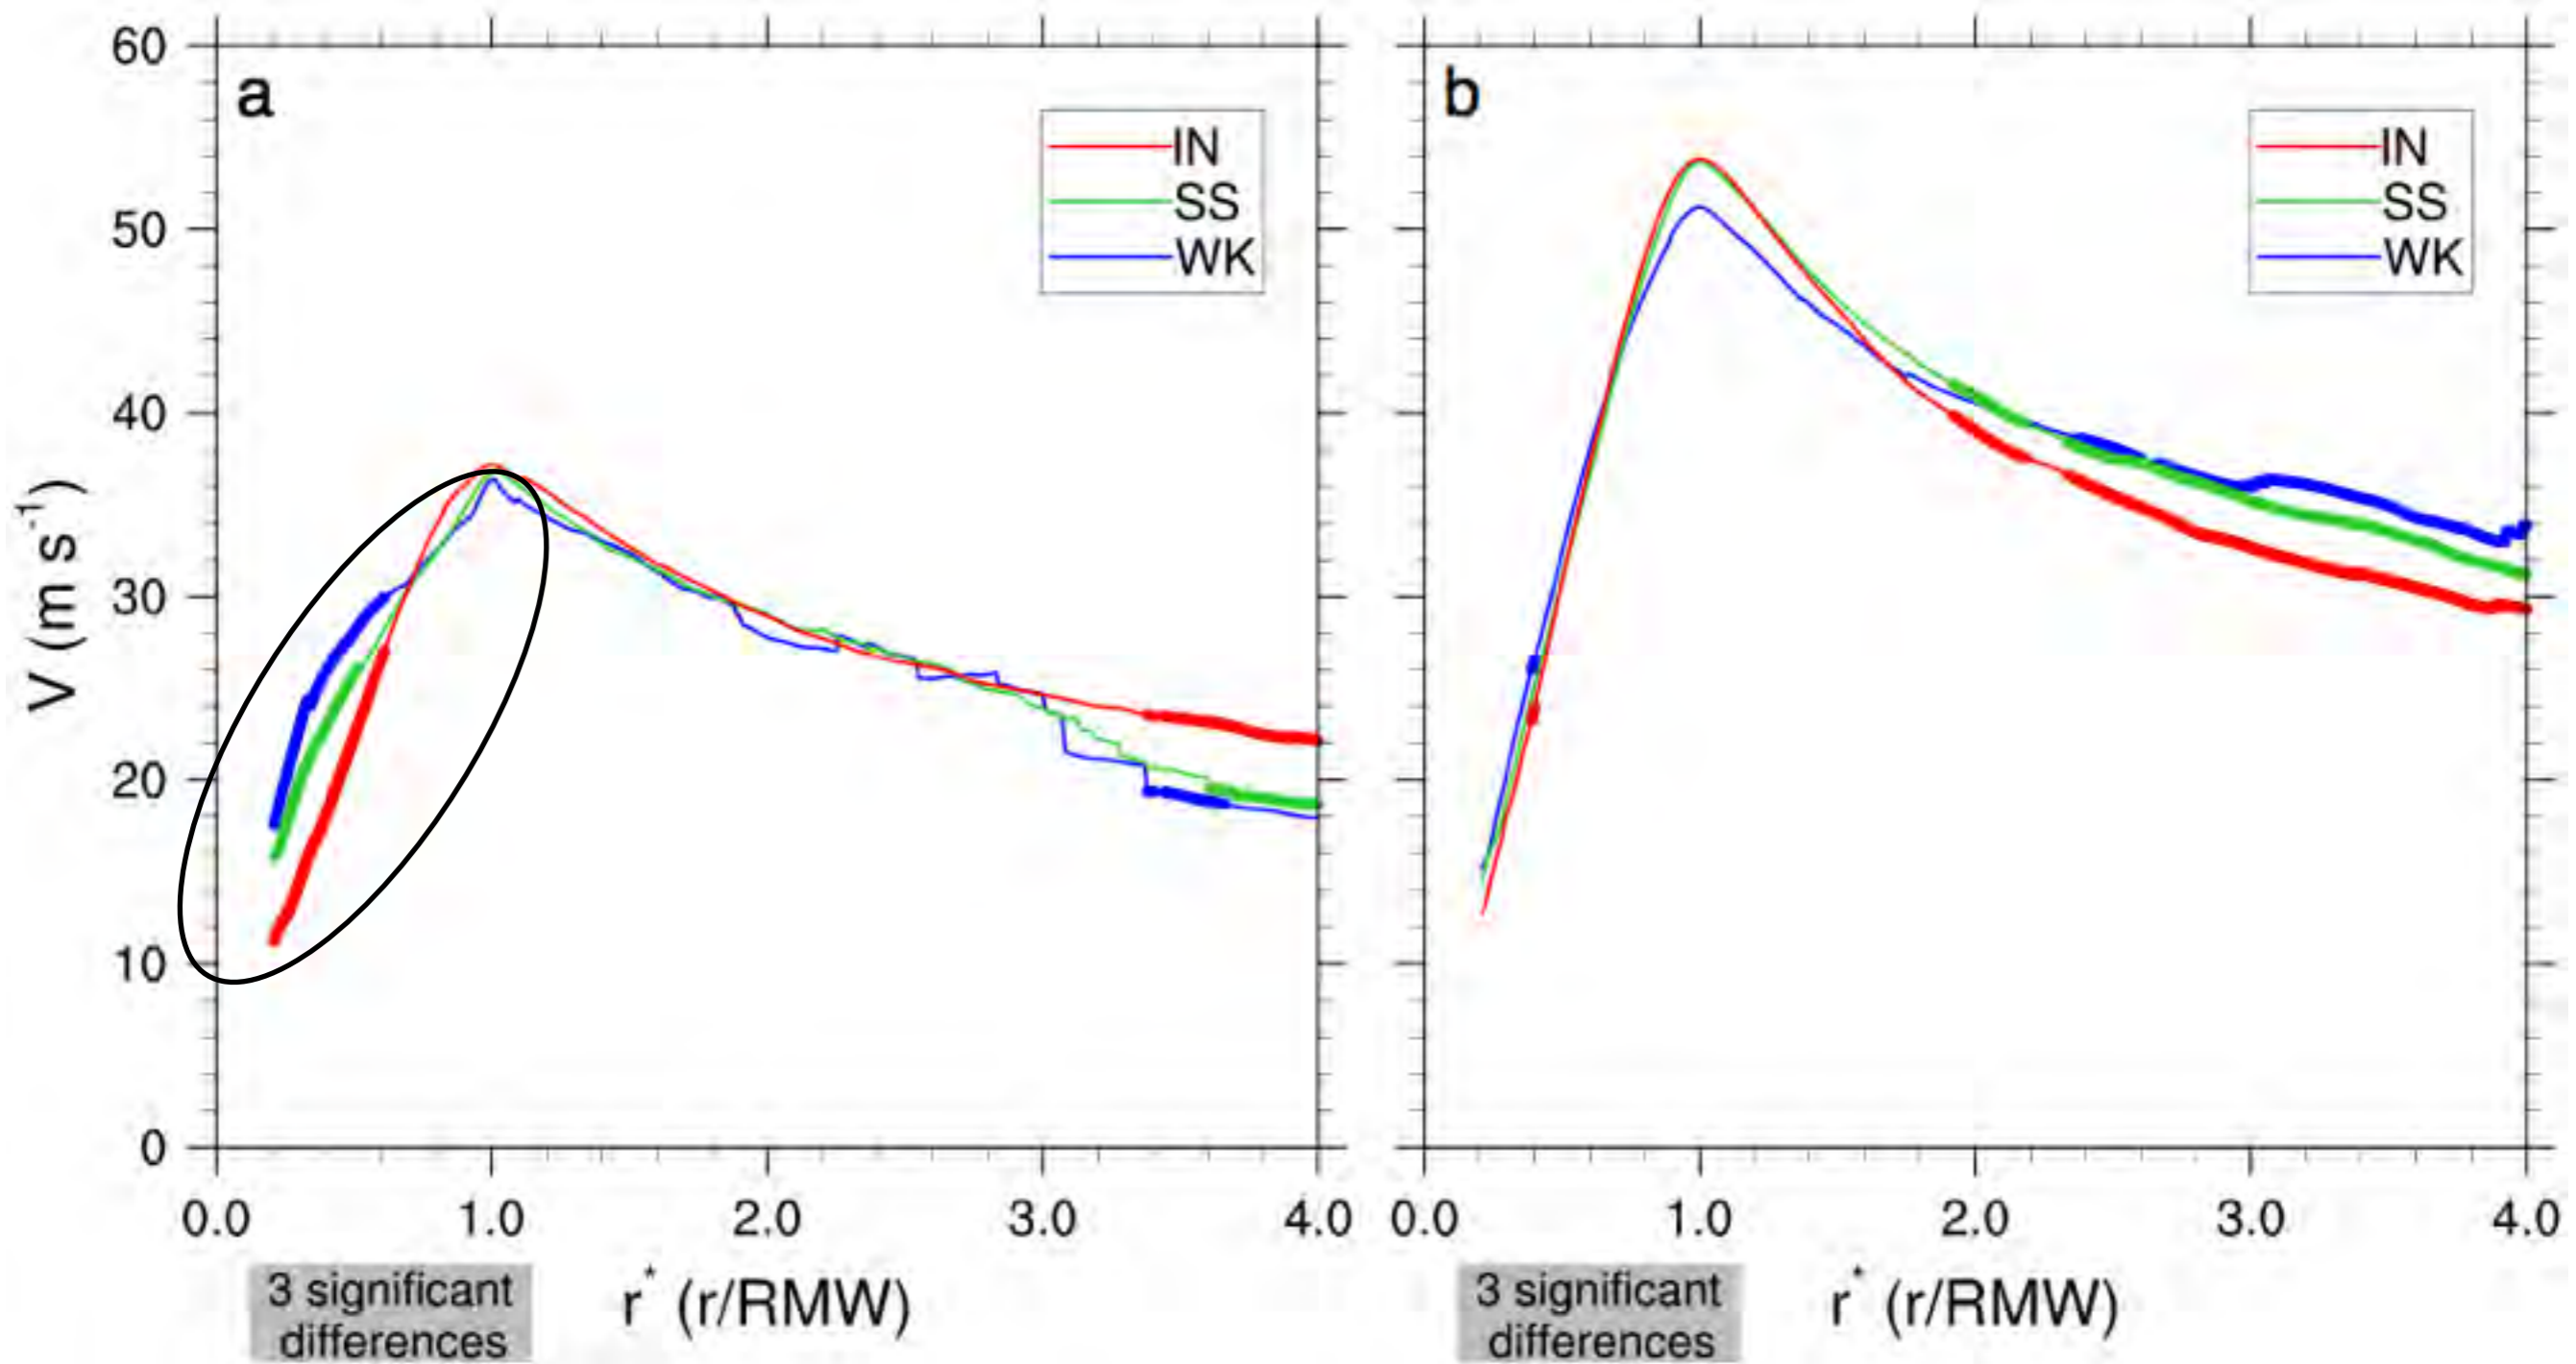 a
IN
SS
WK
b
IN
SS
WK
V (m s⁻¹)
60
50
40
30
20
10
0
0.0 1.0 2.0 3.0 4.0
0.0 1.0 2.0 3.0 4.0
3 significant
differences
r* (r/RMW)
3 significant
differences
r* (r/RMW)